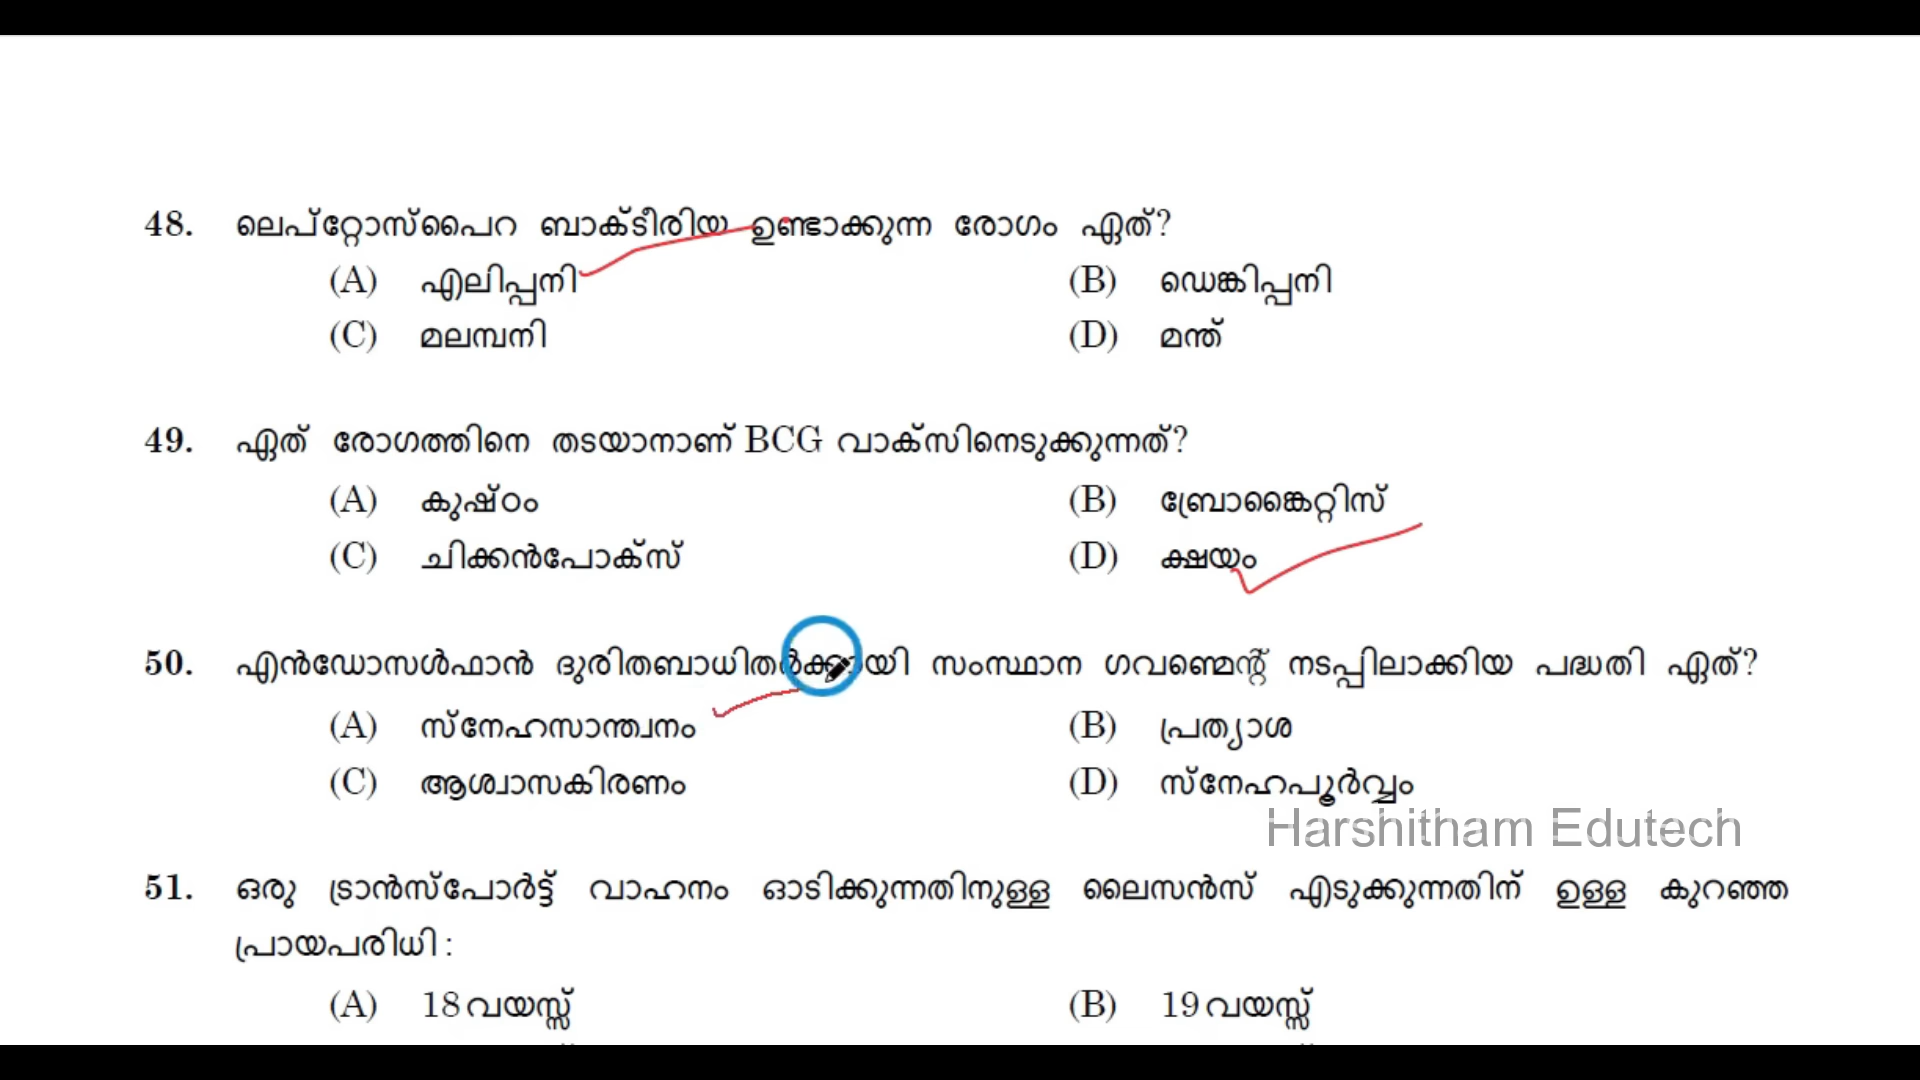 48. ലെപ്റ്റോസ്പൈറ ബാക്ടീരിയ ഉണ്ടാക്കുന്ന രോഗം ഏത്?
(A) എലിപ്പനി (B) ഡെങ്കിപ്പനി
(C) മലമ്പനി (D) മന്ത്
49. ഏത് രോഗത്തിനെ തടയാനാണ് BCG വാക്സിനെടുക്കുന്നത്?
(A) കുഷ്ഠം (B) ബ്രോങ്കൈറ്റിസ്
(C) ചിക്കൻപോക്സ് (D) ക്ഷയം
50. എൻഡോസൾഫാൻ ദുരിതബാധിതർക്കായി സംസ്ഥാന ഗവണ്മെന്റ് നടപ്പിലാക്കിയ പദ്ധതി ഏത്?
(A) സ്നേഹസാന്ത്വനം (B) പ്രത്യാശ
(C) ആശ്വാസകിരണം (D) സ്നേഹപൂർവ്വം
Harshitham Edutech
51. ഒരു ട്രാൻസ്പോർട്ട് വാഹനം ഓടിക്കുന്നതിനുള്ള ലൈസൻസ് എടുക്കുന്നതിന് ഉള്ള കുറഞ്ഞ
പ്രായപരിധി :
(A) 18 വയസ്സ് (B) 19 വയസ്സ്